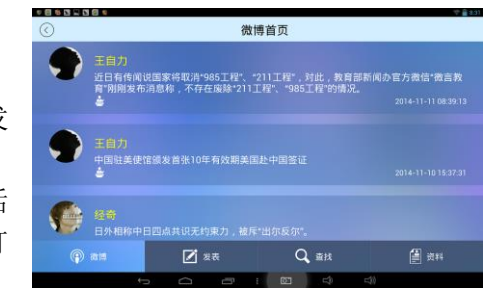 8:31
微博首页
王自力
近日有传闻说国家将取消“985工程”、“211工程”，对此，教育部新闻办官方微信“微言教
育”刚刚发布消息称，不存在废除“211工程”、“985工程”的情况。
2014-11-11 08:39:13
王自力
中国驻美使馆颁发首张10年有效期美国赴中国签证
2014-11-10 15:37:31
经奇
日外相称中日四点共识无约束力，被斥“出尔反尔”。
微博
发表
查找
资料